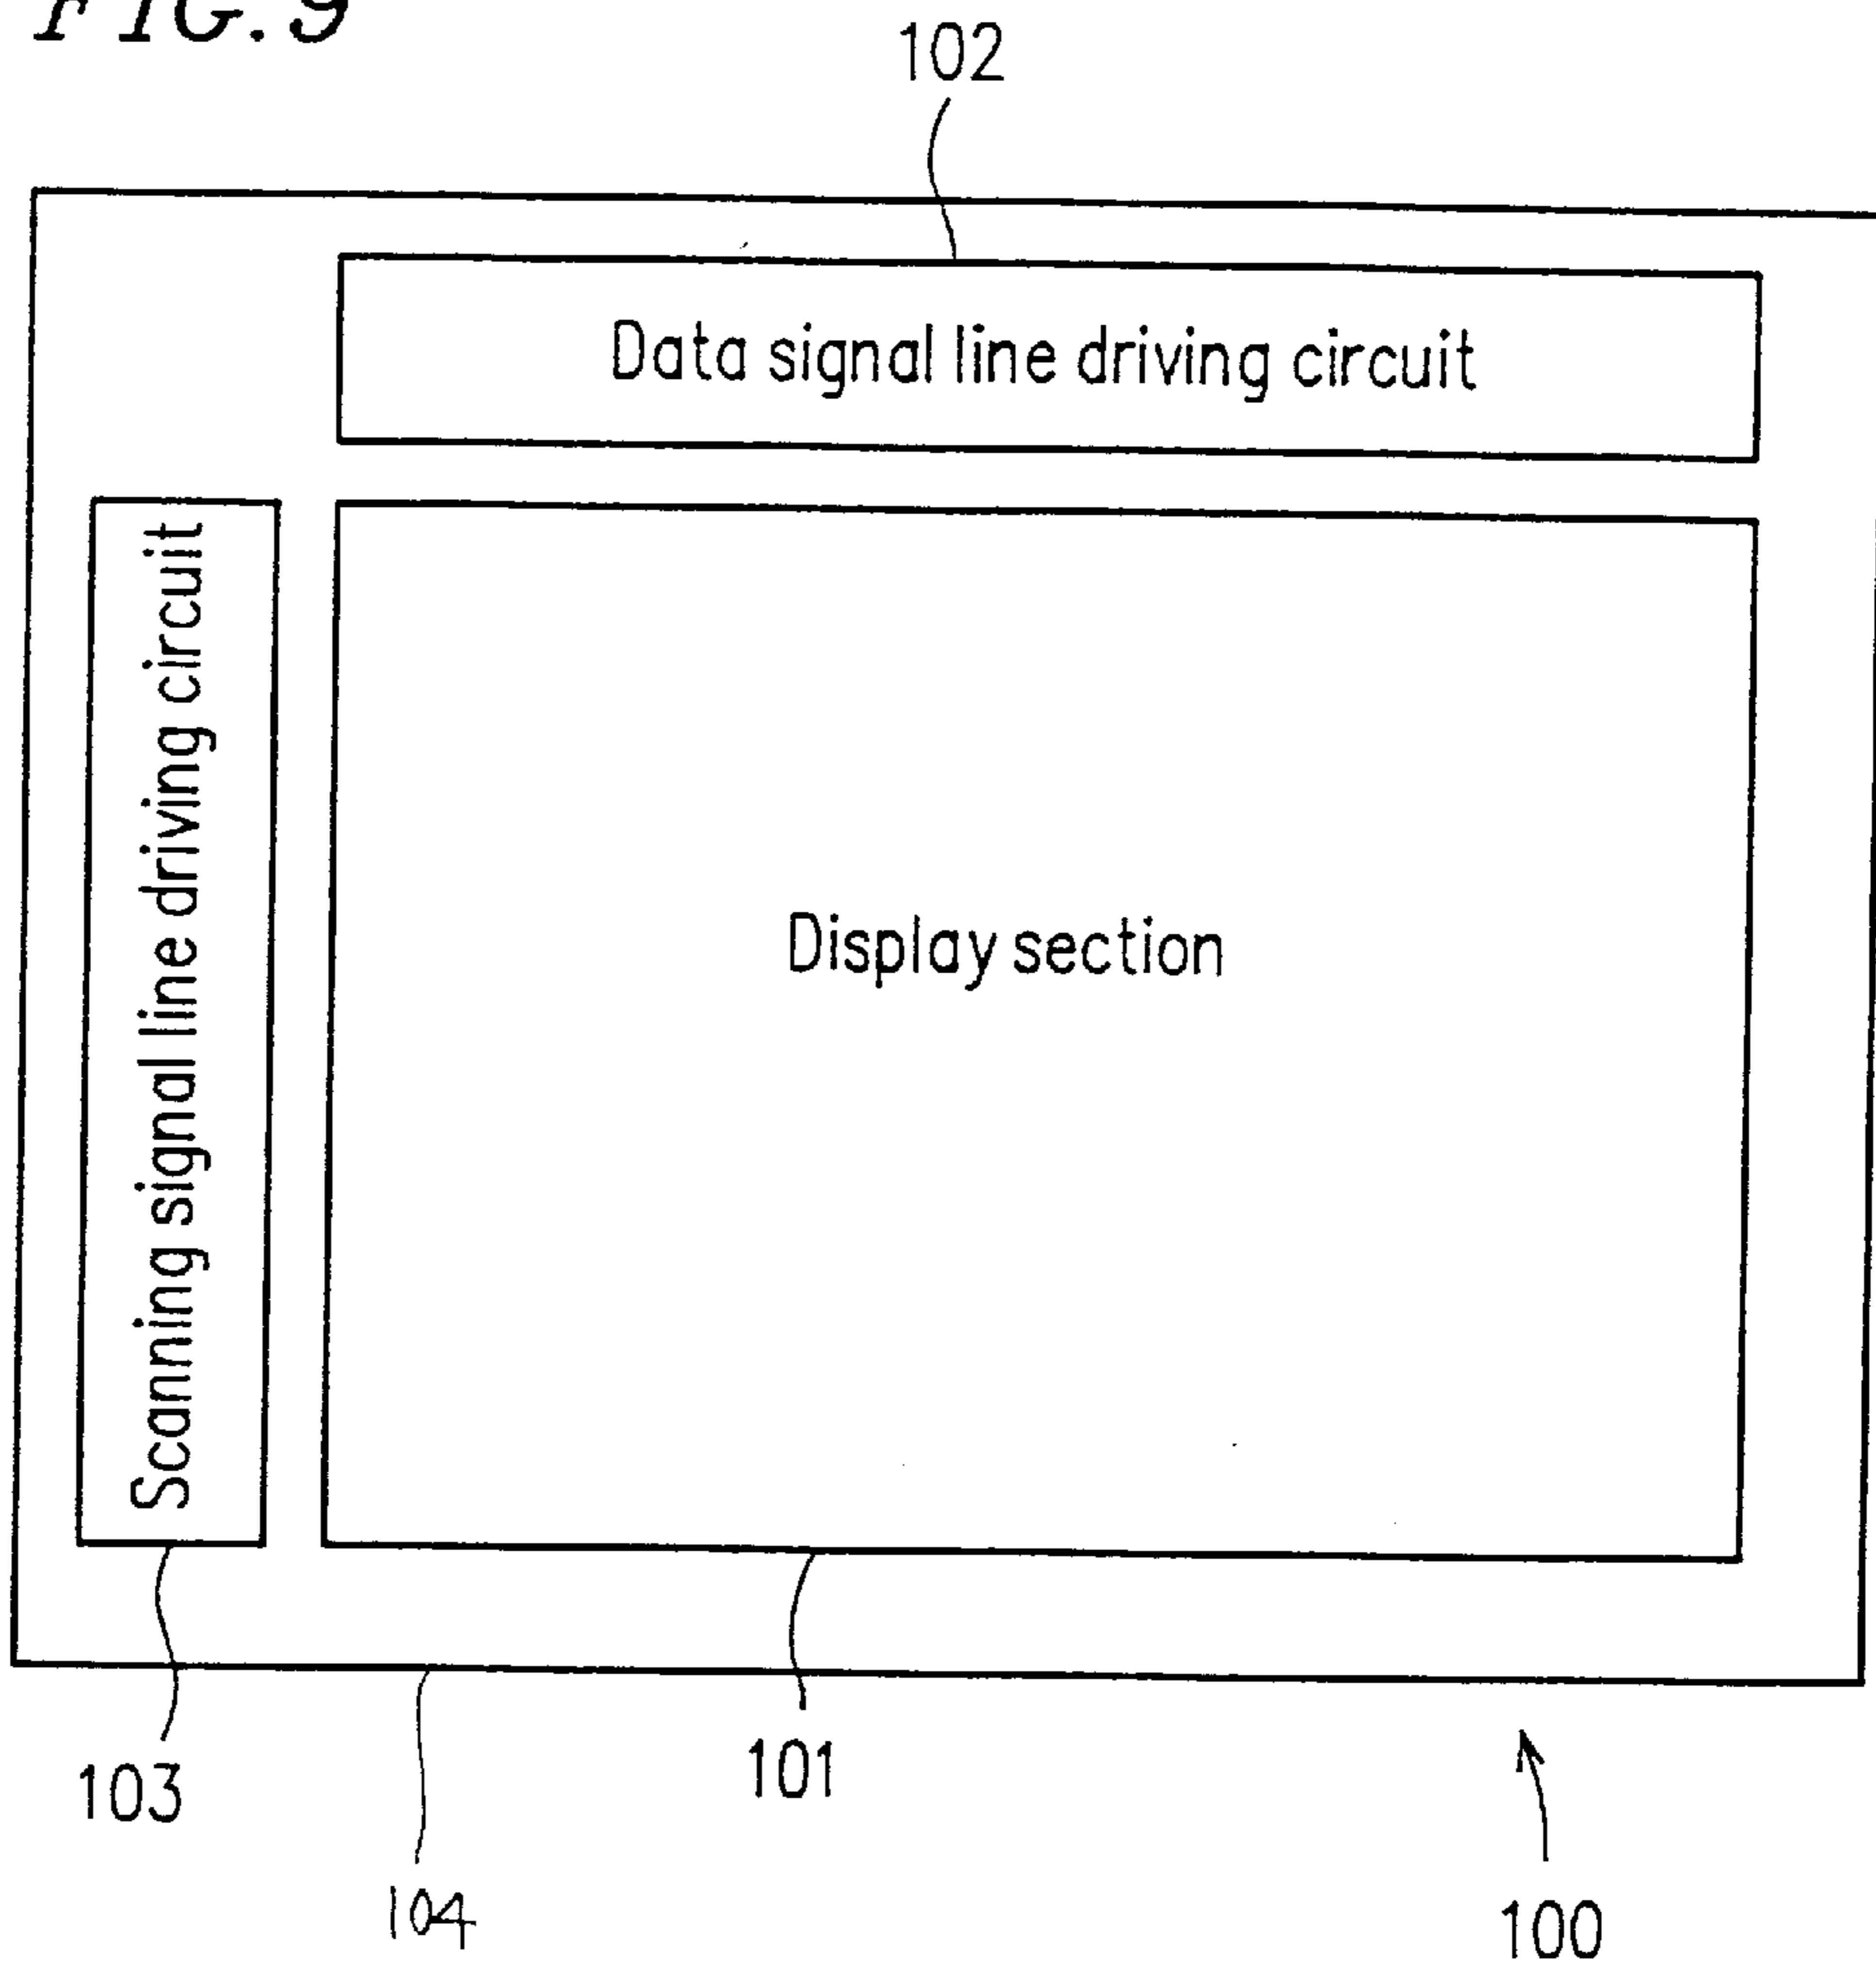 FIG.9
102
Data signal line driving circuit
Scanning signal line driving circuit
Display section
103
101
104
100